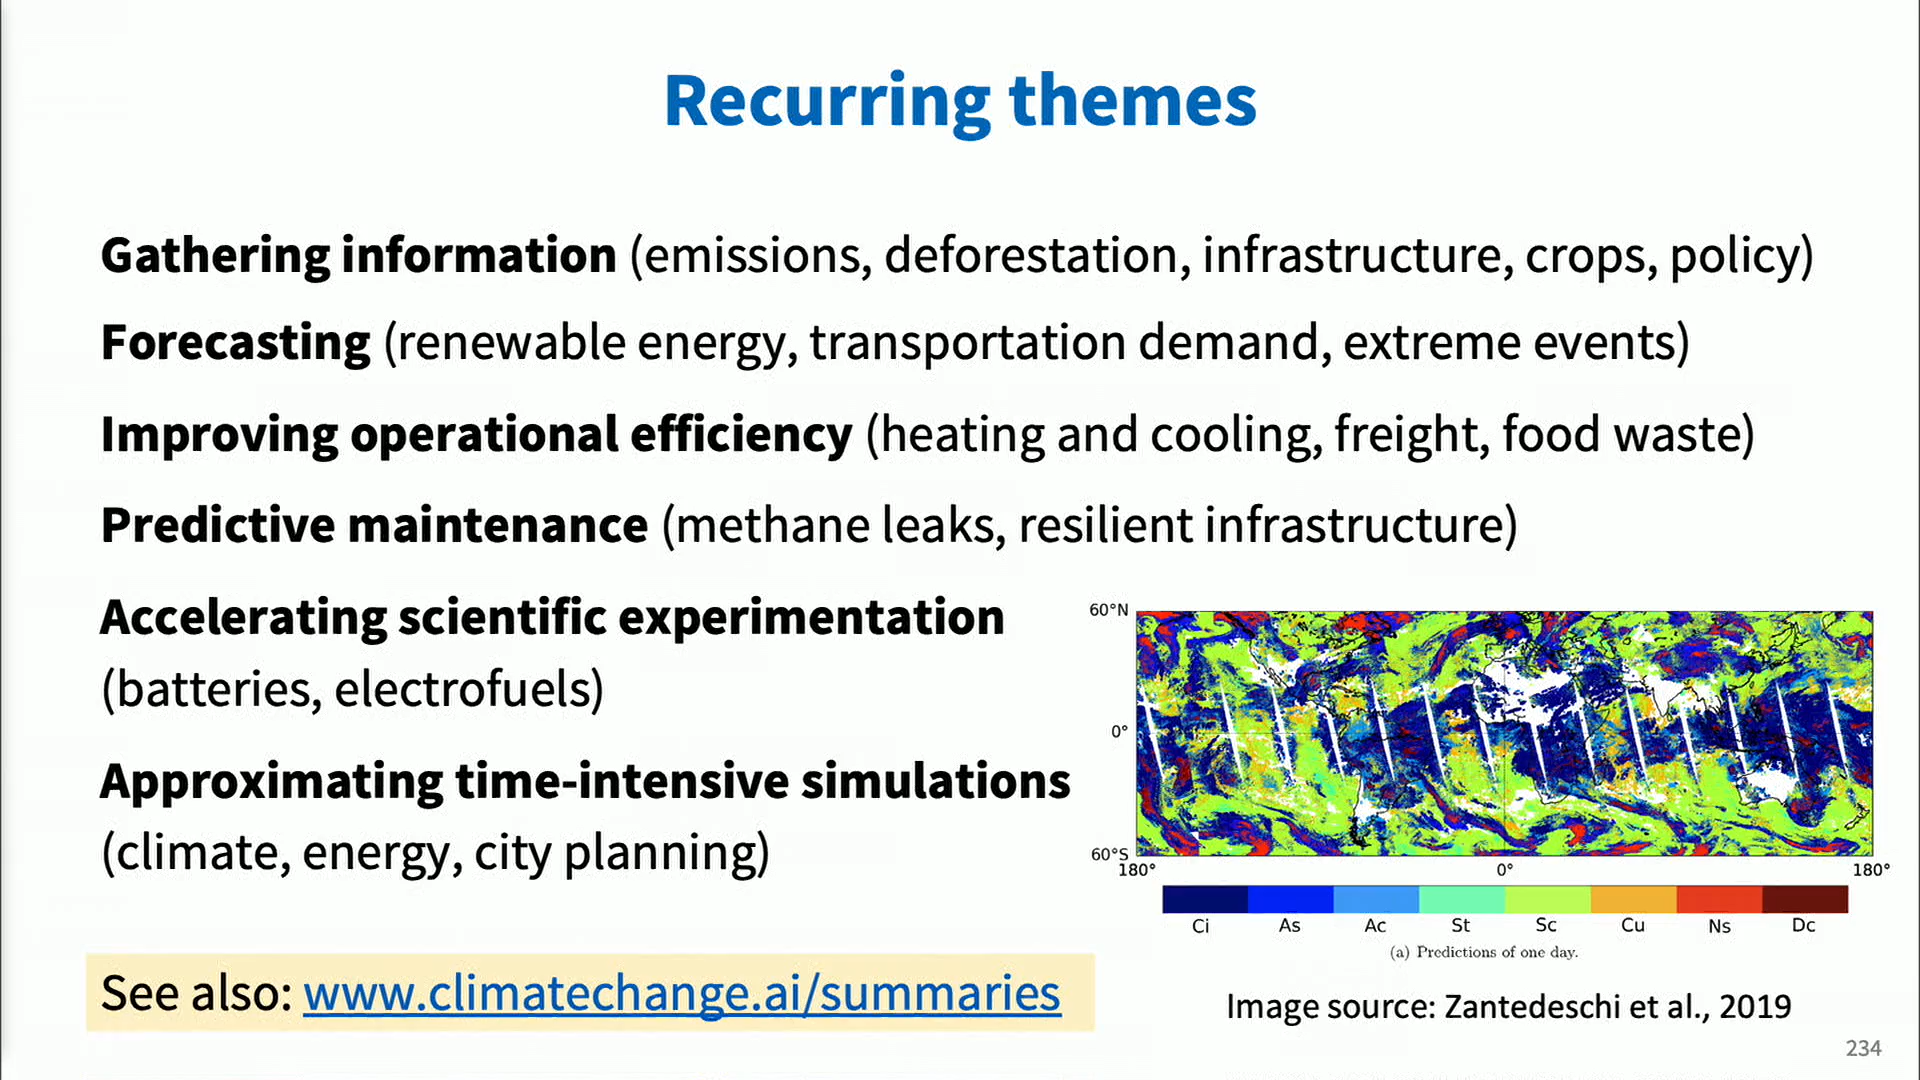 Recurring themes
Gathering information (emissions, deforestation, infrastructure, crops, policy)
Forecasting (renewable energy, transportation demand, extreme events)
Improving operational efficiency (heating and cooling, freight, food waste)
Predictive maintenance (methane leaks, resilient infrastructure)
Accelerating scientific experimentation
(batteries, electrofuels)
Approximating time-intensive simulations
(climate, energy, city planning)
See also: www.climatechange.ai/summaries
60°N
0°
60°S
180° 0° 180°
Ci As Ac St Sc Cu Ns Dc
(a) Predictions of one day.
Image source: Zantedeschi et al., 2019
234